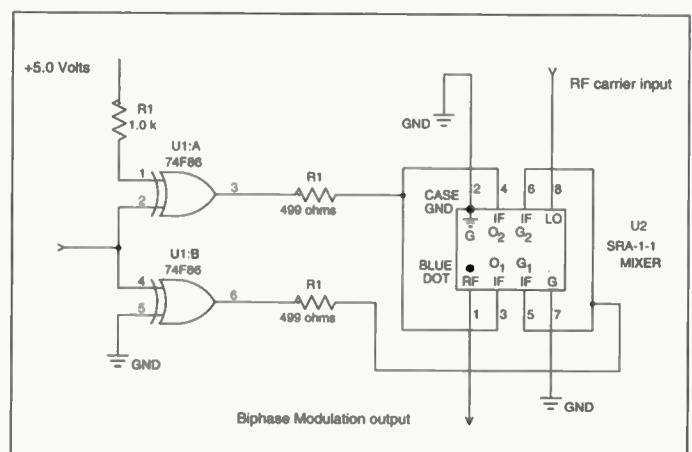 +5.0 Volts
R1
1.0 k
U1:A
74F86
1
2
3
R1
499 ohms
U1:B
74F86
4
5
6
R1
499 ohms
GND
GND
RF carrier input
CASE
GND
2 4 6 8
IF IF LO
G O2 G2
U2
SRA-1-1
MIXER
BLUE
DOT
O1 G1
RF IF IF G
1 3 5 7
GND
Biphase Modulation output